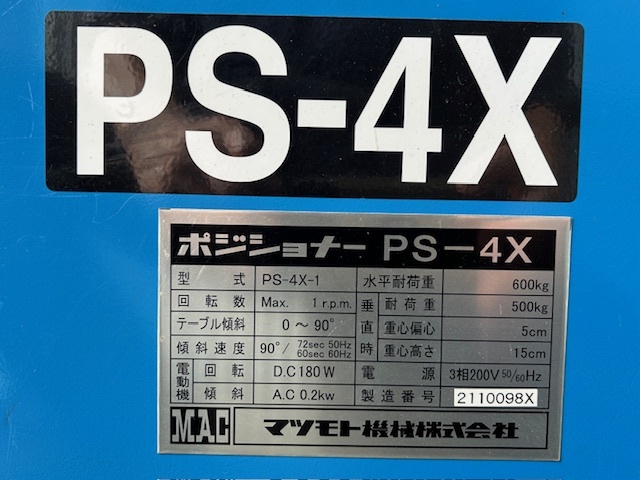 PS-4X
ポジショナー PS-4X
型式 PS-4X-1 水平耐荷重 600kg
回転数 Max. 1 r.p.m. 垂直時 耐荷重 500kg
テーブル傾斜 0～90° 重心偏心 5cm
傾斜速度 90°/ 72sec 50Hz 60sec 60Hz 重心高さ 15cm
電動機 回転 D.C 180W 電源 3相200V 50/60Hz
傾斜 A.C 0.2kw 製造番号 2110098X
MAC マツモト機械株式会社